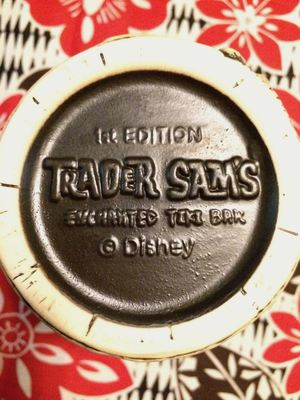 1st EDITION
TRADER SAM'S
ENCHANTED TIKI BAR
© Disney